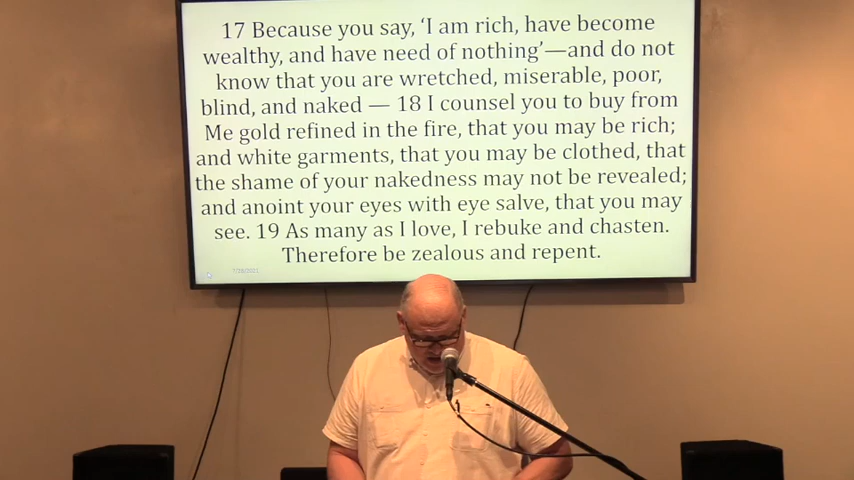 17 Because you say, ‘I am rich, have become
wealthy, and have need of nothing’—and do not
know that you are wretched, miserable, poor,
blind, and naked — 18 I counsel you to buy from
Me gold refined in the fire, that you may be rich;
and white garments, that you may be clothed, that
the shame of your nakedness may not be revealed;
and anoint your eyes with eye salve, that you may
see. 19 As many as I love, I rebuke and chasten.
Therefore be zealous and repent.